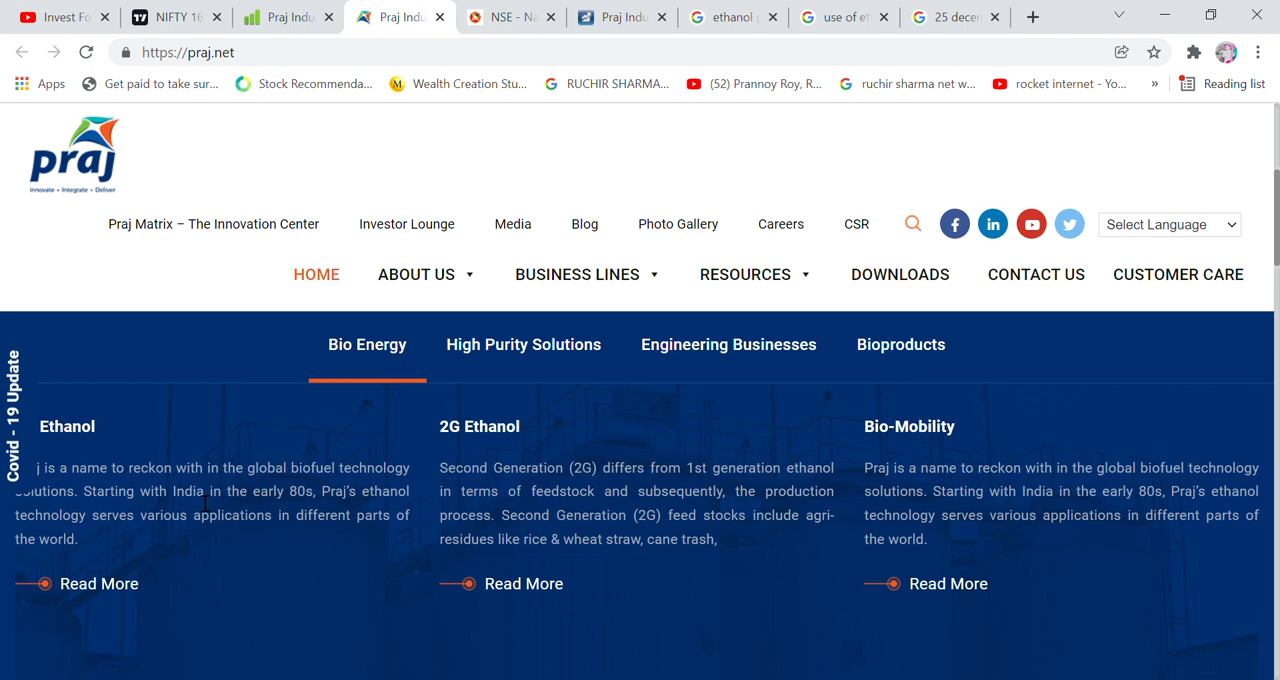 Invest Fo
NIFTY 16
Praj Indu
Praj Indu
NSE - Na
Praj Indu
ethanol
use of et
25 decen
https://praj.net
Apps
Get paid to take sur...
Stock Recommenda...
Wealth Creation Stu...
RUCHIR SHARMA...
(52) Prannoy Roy, R...
ruchir sharma net w...
rocket internet - Yo...
»
Reading list
praj
Innovate • Integrate • Deliver
Praj Matrix – The Innovation Center
Investor Lounge
Media
Blog
Photo Gallery
Careers
CSR
Select Language
HOME
ABOUT US
BUSINESS LINES
RESOURCES
DOWNLOADS
CONTACT US
CUSTOMER CARE
Bio Energy
High Purity Solutions
Engineering Businesses
Bioproducts
Covid - 19 Update
Ethanol
j is a name to reckon with in the global biofuel technology
solutions. Starting with India in the early 80s, Praj’s ethanol
technology serves various applications in different parts of
the world.
Read More
2G Ethanol
Second Generation (2G) differs from 1st generation ethanol
in terms of feedstock and subsequently, the production
process. Second Generation (2G) feed stocks include agri-
residues like rice & wheat straw, cane trash,
Read More
Bio-Mobility
Praj is a name to reckon with in the global biofuel technology
solutions. Starting with India in the early 80s, Praj’s ethanol
technology serves various applications in different parts of
the world.
Read More